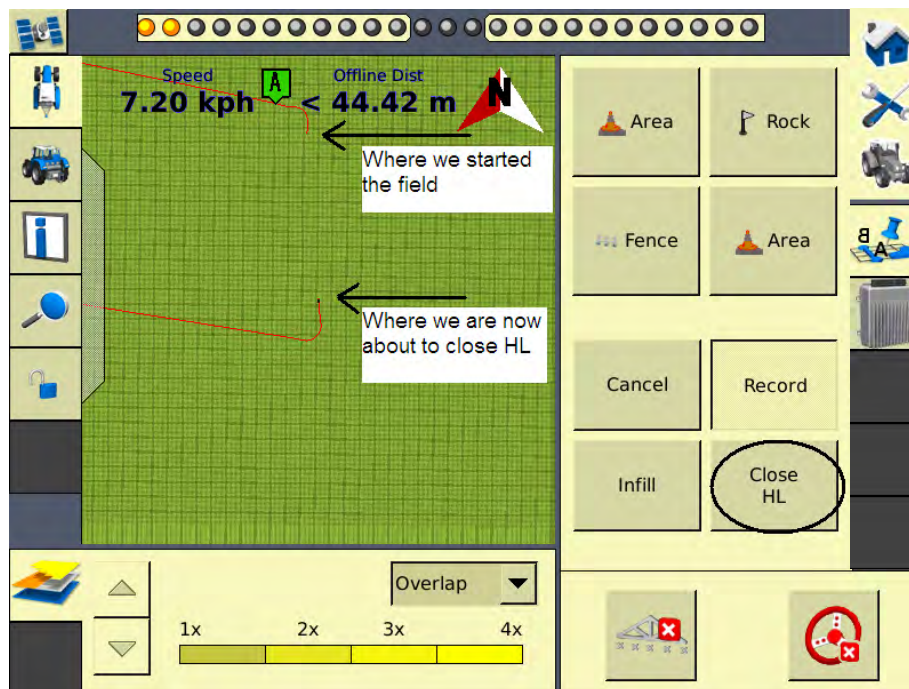 Speed
7.20 kph
A
Offline Dist
< 44.42 m
N
Where we started
the field
Where we are now
about to close HL
Area
Rock
Fence
Area
Cancel
Record
Infill
Close
HL
B
A
Overlap
1x 2x 3x 4x